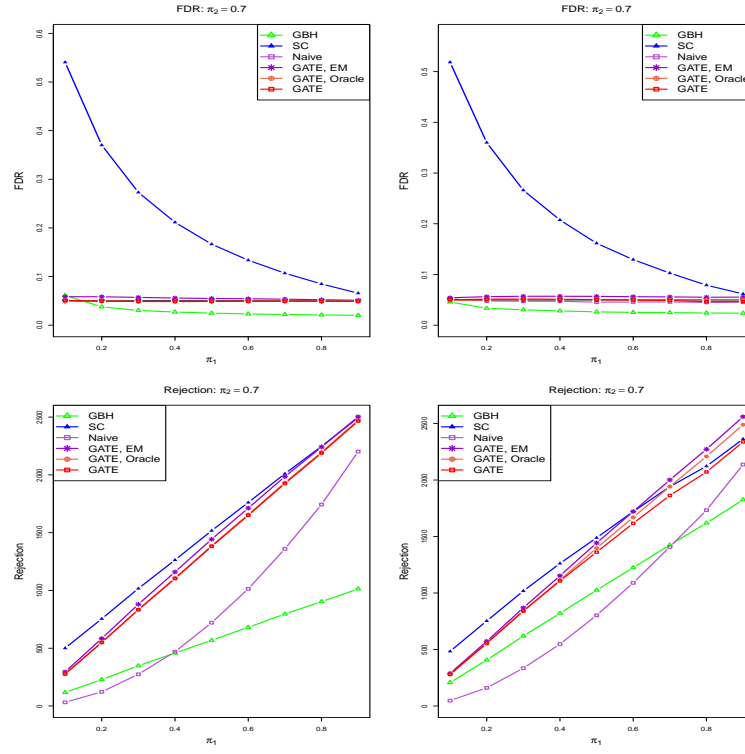 FDR: π₂ = 0.7
GBH
SC
Naive
GATE, EM
GATE, Oracle
GATE
FDR
0.6
0.5
0.4
0.3
0.2
0.1
0.0
0.2 0.4 0.6 0.8
π₁
FDR: π₂ = 0.7
GBH
SC
Naive
GATE, EM
GATE, Oracle
GATE
FDR
0.5
0.4
0.3
0.2
0.1
0.0
0.2 0.4 0.6 0.8
π₁
Rejection: π₂ = 0.7
GBH
SC
Naive
GATE, EM
GATE, Oracle
GATE
Rejection
2500
2000
1500
1000
500
0
0.2 0.4 0.6 0.8
π₁
Rejection: π₂ = 0.7
GBH
SC
Naive
GATE, EM
GATE, Oracle
GATE
Rejection
2500
2000
1500
1000
500
0
0.2 0.4 0.6 0.8
π₁